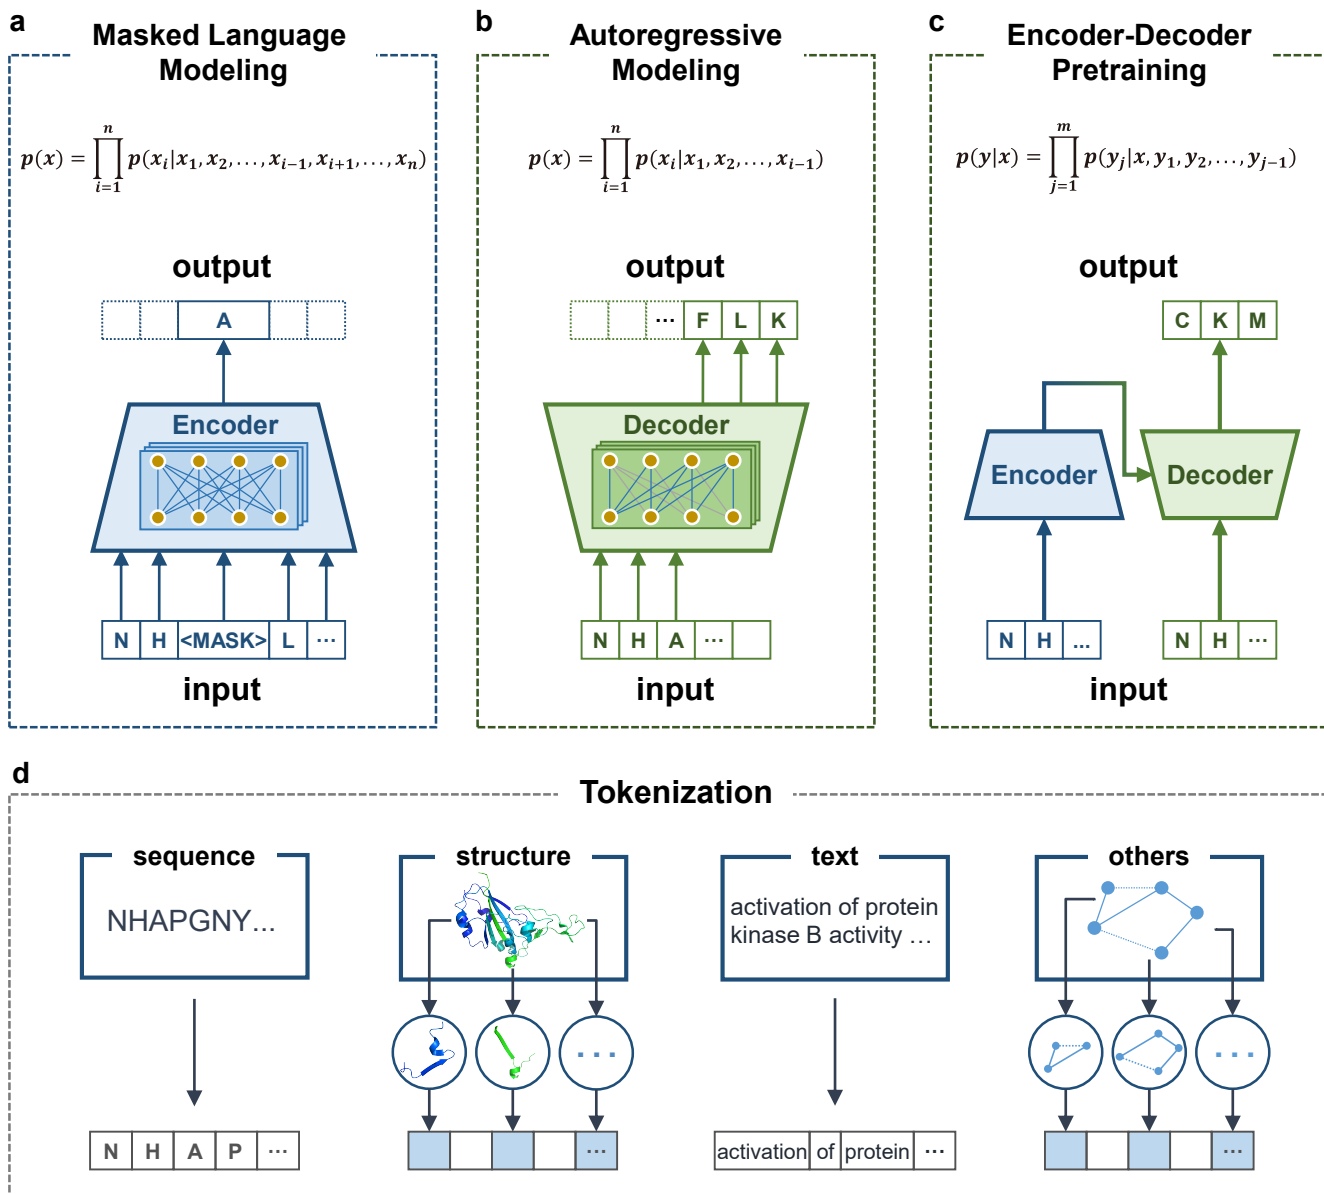 a
Masked Language
Modeling
p(x) = ∏_{i=1}^{n} p(x_i|x_1, x_2, ..., x_{i-1}, x_{i+1}, ..., x_n)
output
A
Encoder
N H <MASK> L ...
input
b
Autoregressive
Modeling
p(x) = ∏_{i=1}^{n} p(x_i|x_1, x_2, ..., x_{i-1})
output
... F L K
Decoder
N H A ...
input
c
Encoder-Decoder
Pretraining
p(y|x) = ∏_{j=1}^{m} p(y_j|x, y_1, y_2, ..., y_{j-1})
output
C K M
Encoder
Decoder
N H ...
N H ...
input
d
Tokenization
sequence
NHAPGNY...
N H A P ...
structure
...
...
text
activation of protein
kinase B activity ...
activation of protein ...
others
...
...